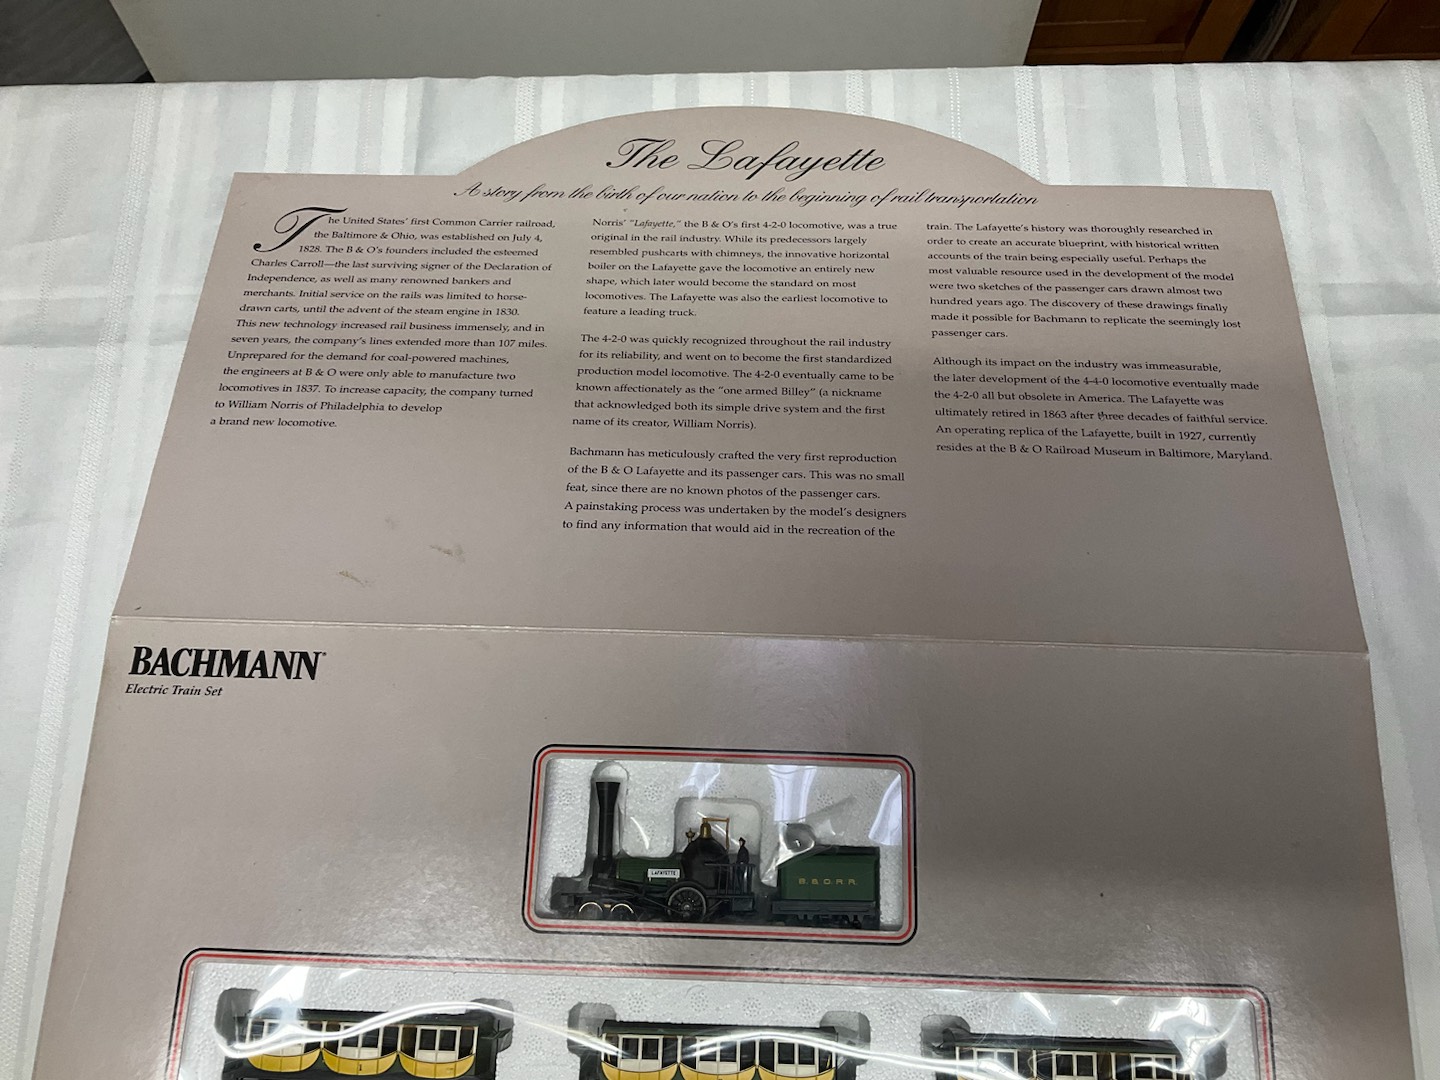 The Lafayette
A story from the birth of our nation to the beginning of rail transportation
The United States' first Common Carrier railroad,
the Baltimore & Ohio, was established on July 4,
1828. The B & O's founders included the esteemed
Charles Carroll—the last surviving signer of the Declaration of
Independence, as well as many renowned bankers and
merchants. Initial service on the rails was limited to horse-
drawn carts, until the advent of the steam engine in 1830.
This new technology increased rail business immensely, and in
seven years, the company's lines extended more than 107 miles.
Unprepared for the demand for coal-powered machines,
the engineers at B & O were only able to manufacture two
locomotives in 1837. To increase capacity, the company turned
to William Norris of Philadelphia to develop
a brand new locomotive.
Norris' "Lafayette," the B & O's first 4-2-0 locomotive, was a true
original in the rail industry. While its predecessors largely
resembled pushcarts with chimneys, the innovative horizontal
boiler on the Lafayette gave the locomotive an entirely new
shape, which later would become the standard on most
locomotives. The Lafayette was also the earliest locomotive to
feature a leading truck.
The 4-2-0 was quickly recognized throughout the rail industry
for its reliability, and went on to become the first standardized
production model locomotive. The 4-2-0 eventually came to be
known affectionately as the "one armed Billey" (a nickname
that acknowledged both its simple drive system and the first
name of its creator, William Norris).
Bachmann has meticulously crafted the very first reproduction
of the B & O Lafayette and its passenger cars. This was no small
feat, since there are no known photos of the passenger cars.
A painstaking process was undertaken by the model's designers
to find any information that would aid in the recreation of the
train. The Lafayette's history was thoroughly researched in
order to create an accurate blueprint, with historical written
accounts of the train being especially useful. Perhaps the
most valuable resource used in the development of the model
were two sketches of the passenger cars drawn almost two
hundred years ago. The discovery of these drawings finally
made it possible for Bachmann to replicate the seemingly lost
passenger cars.
Although its impact on the industry was immeasurable,
the later development of the 4-4-0 locomotive eventually made
the 4-2-0 all but obsolete in America. The Lafayette was
ultimately retired in 1863 after three decades of faithful service.
An operating replica of the Lafayette, built in 1927, currently
resides at the B & O Railroad Museum in Baltimore, Maryland.
BACHMANN®
Electric Train Set
LAFAYETTE
B. & O. R. R.
1